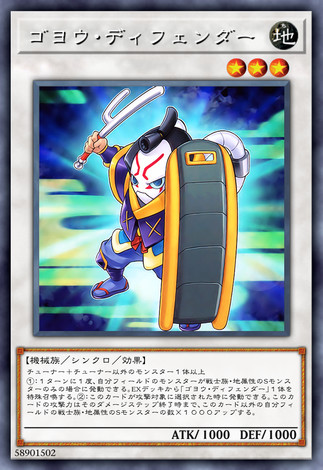 ゴヨウ・ディフェンダー
地
【機械族／シンクロ／効果】
チューナー＋チューナー以外のモンスター１体以上
①：１ターンに１度、自分フィールドのモンスターが戦士族・地属性のSモンス
ターのみの場合に発動できる。EXデッキから「ゴヨウ・ディフェンダー」１体を
特殊召喚する。②：このカードが攻撃対象に選択された時に発動できる。このカー
ドの攻撃力はそのダメージステップ終了時まで、このカード以外の自分フィ
ールドの戦士族・地属性のSモンスターの数×１０００アップする。
ATK/ 1000 DEF/ 1000
58901502